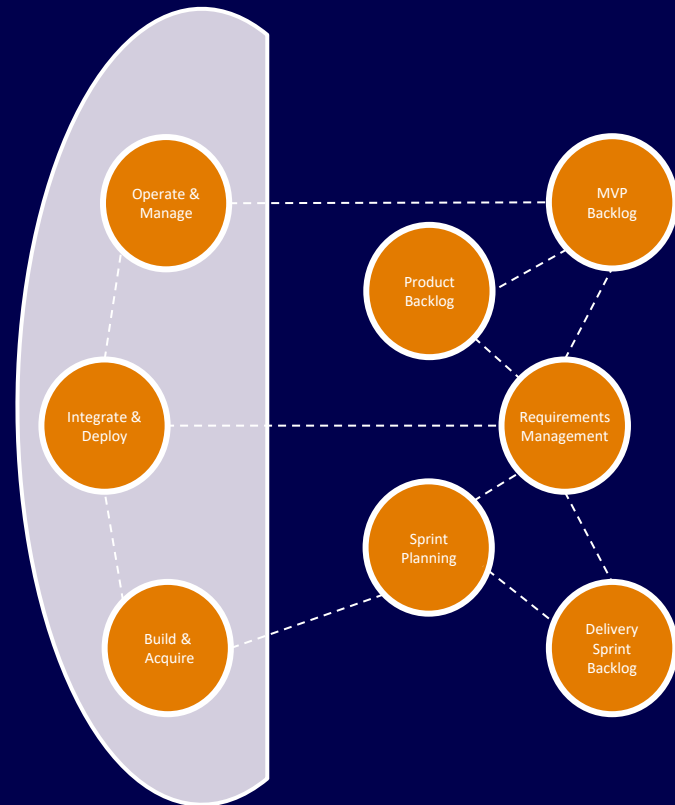 Operate &
Manage
MVP
Backlog
Product
Backlog
Integrate &
Deploy
Requirements
Management
Sprint
Planning
Build &
Acquire
Delivery
Sprint
Backlog